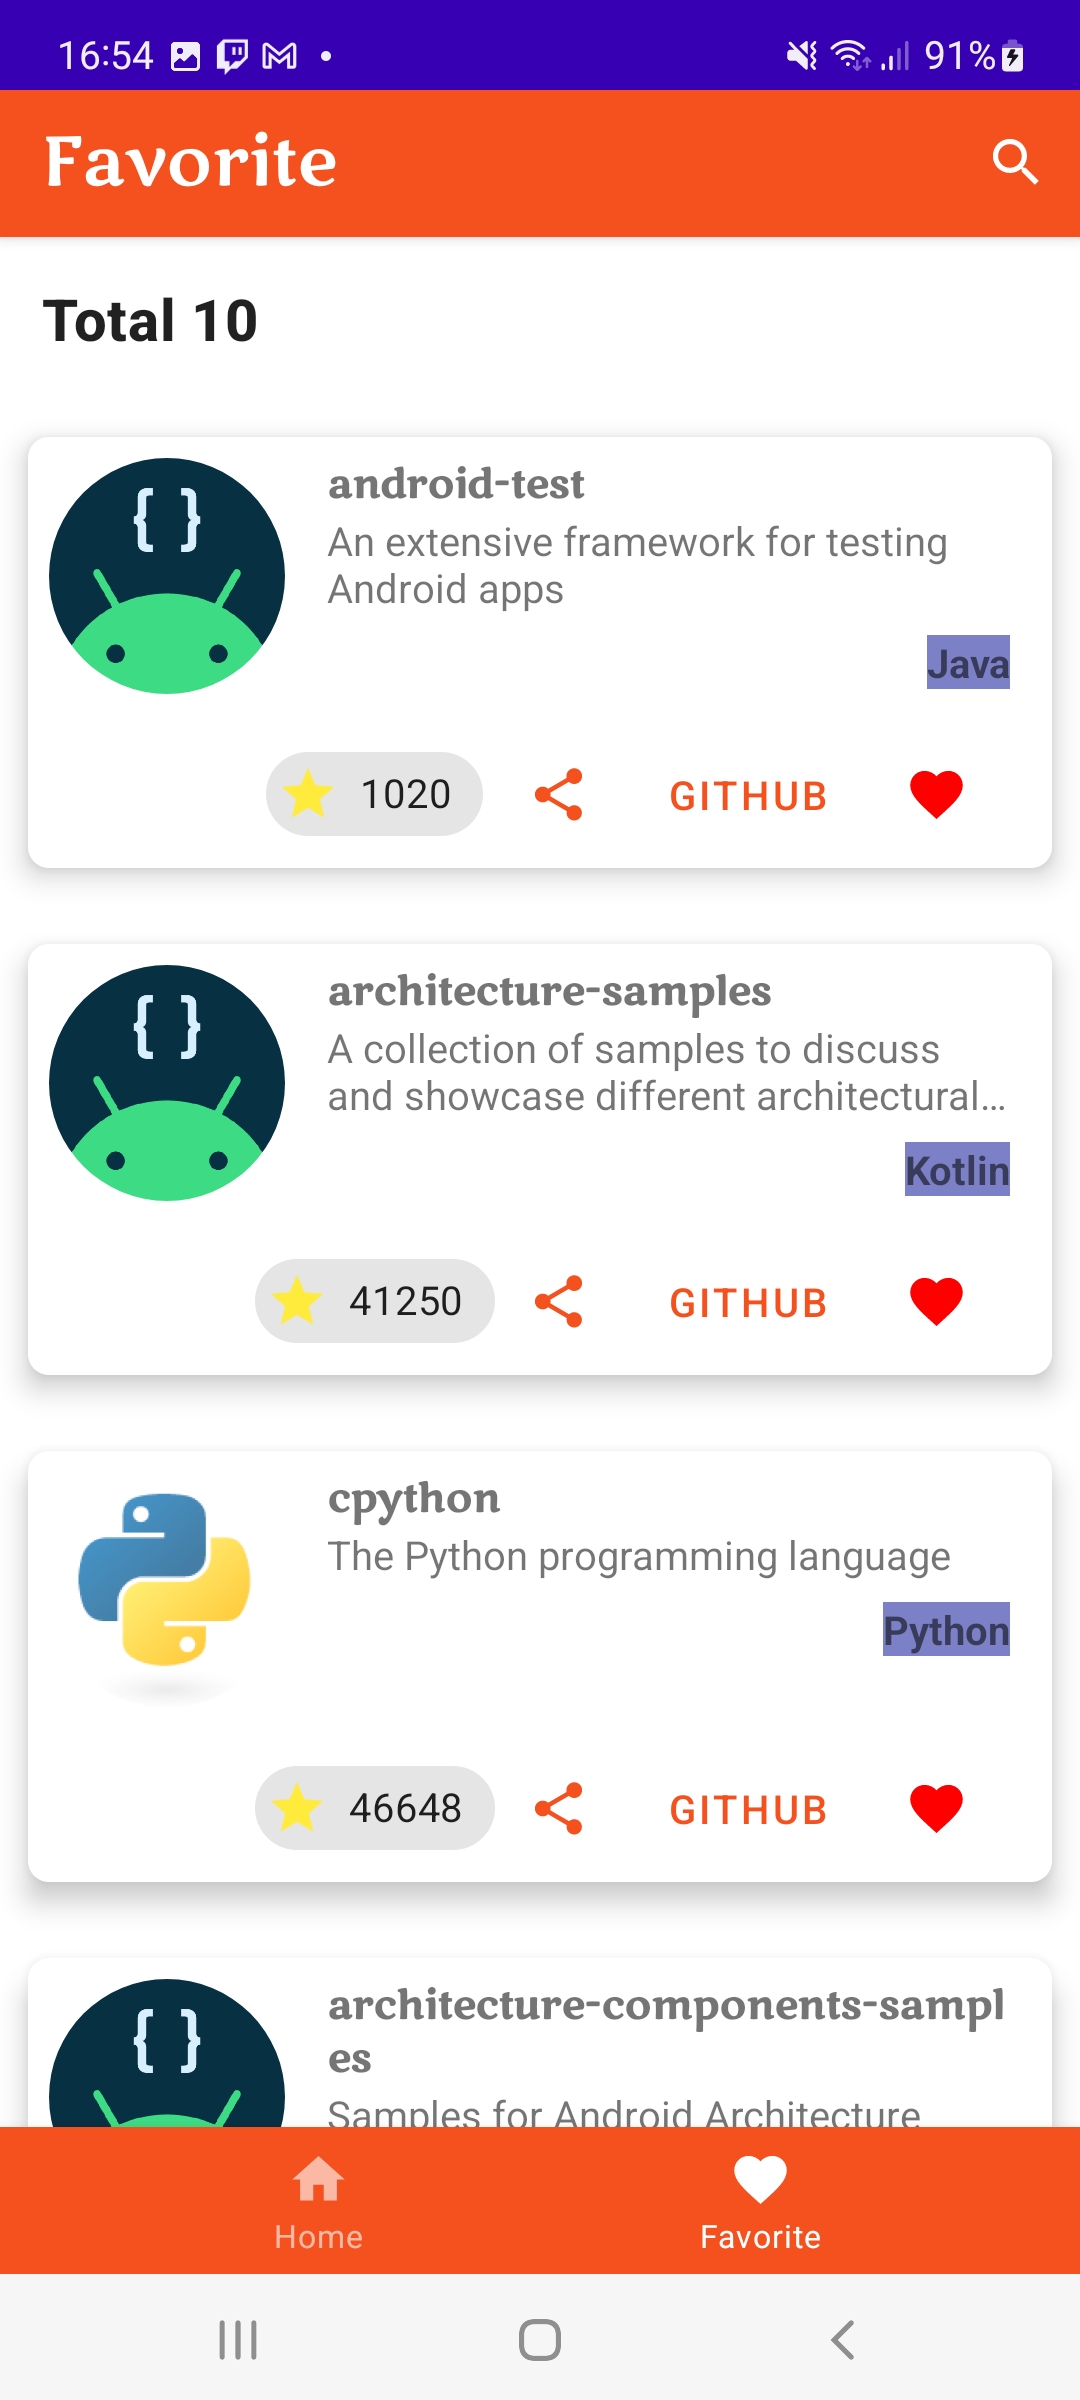 16:54
91%
Favorite
Total 10
android-test
An extensive framework for testing
Android apps
Java
1020
GITHUB
architecture-samples
A collection of samples to discuss
and showcase different architectural...
Kotlin
41250
GITHUB
cpython
The Python programming language
Python
46648
GITHUB
architecture-components-sampl
es
Samples for Android Architecture
Home
Favorite